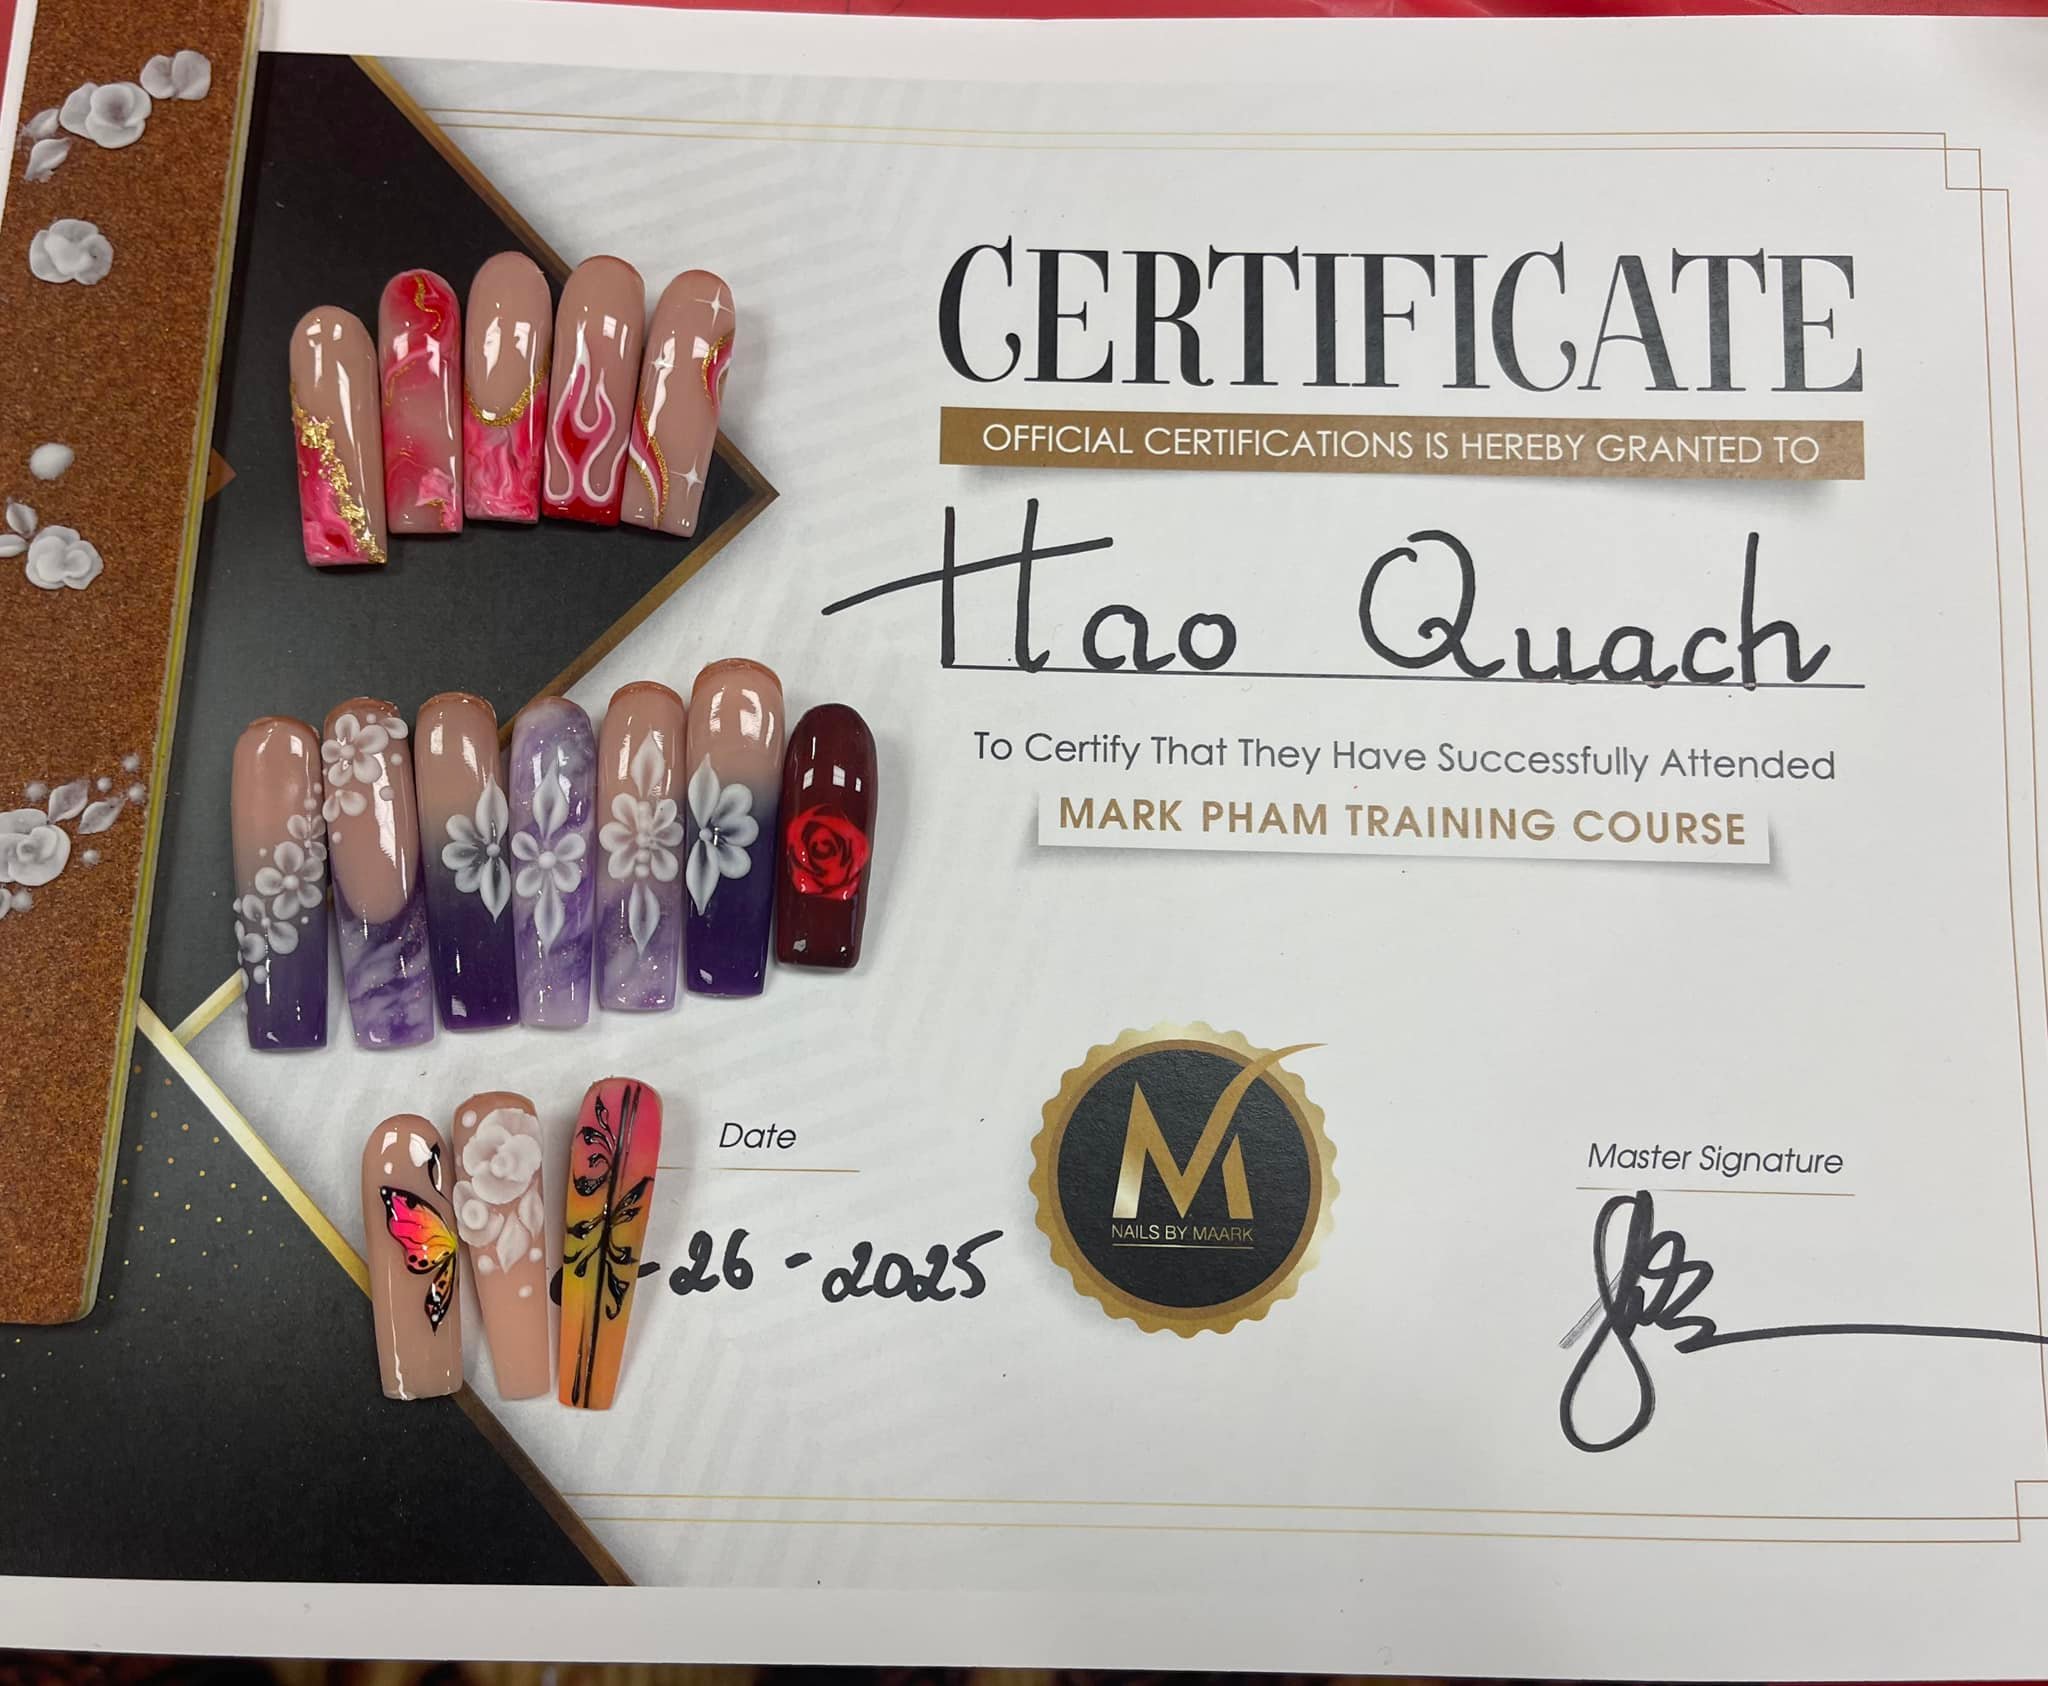 CERTIFICATE
OFFICIAL CERTIFICATIONS IS HEREBY GRANTED TO
Hao Quach
To Certify That They Have Successfully Attended
MARK PHAM TRAINING COURSE
Date
-26-2025
M
NAILS BY MAARK
Master Signature